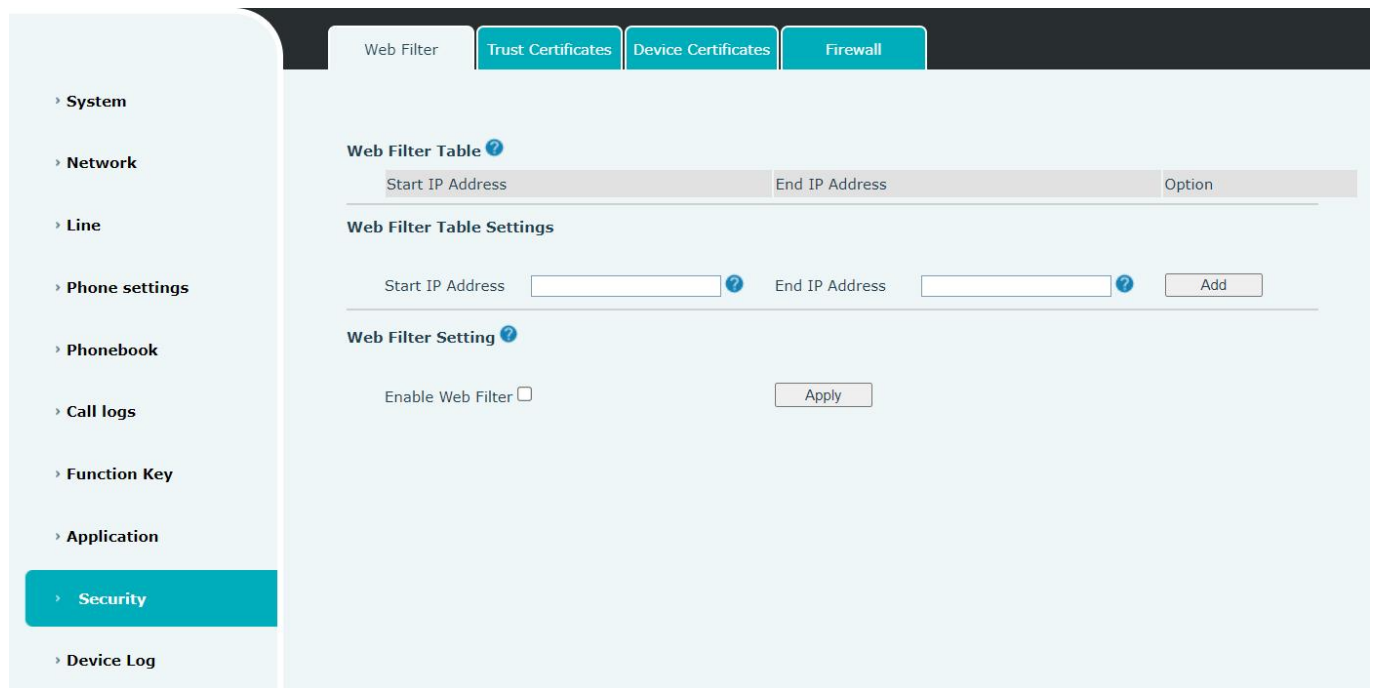 Web Filter Trust Certificates Device Certificates Firewall
System
Network
Line
Phone settings
Phonebook
Call logs
Function Key
Application
Security
Device Log
Web Filter Table
Start IP Address End IP Address Option
Web Filter Table Settings
Start IP Address End IP Address Add
Web Filter Setting
Enable Web Filter Apply